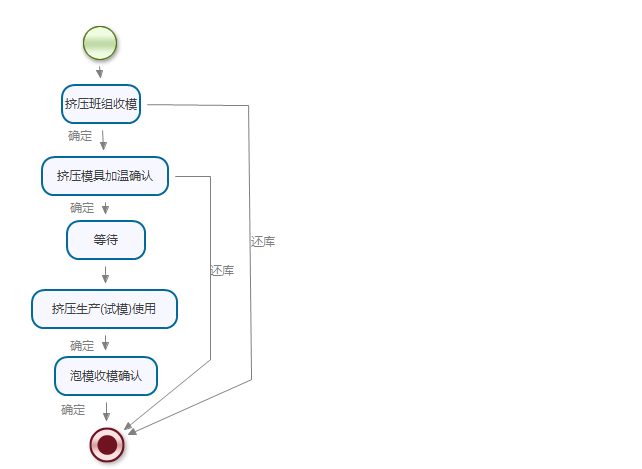 挤压班组收模
确定
挤压模具加温确认
确定
等待
还库
还库
挤压生产(试模)使用
确定
泡模收模确认
确定